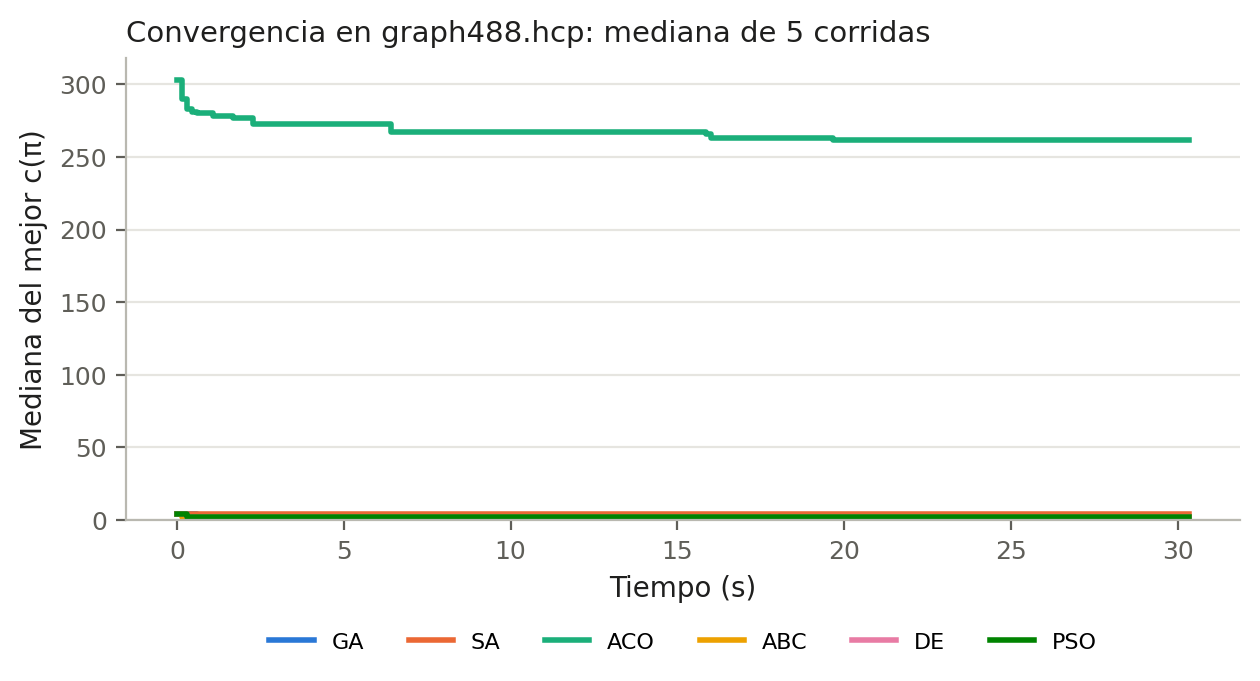 Convergencia en graph488.hcp: mediana de 5 corridas
Mediana del mejor c(π)
300
250
200
150
100
50
0
0 5 10 15 20 25 30
Tiempo (s)
GA SA ACO ABC DE PSO